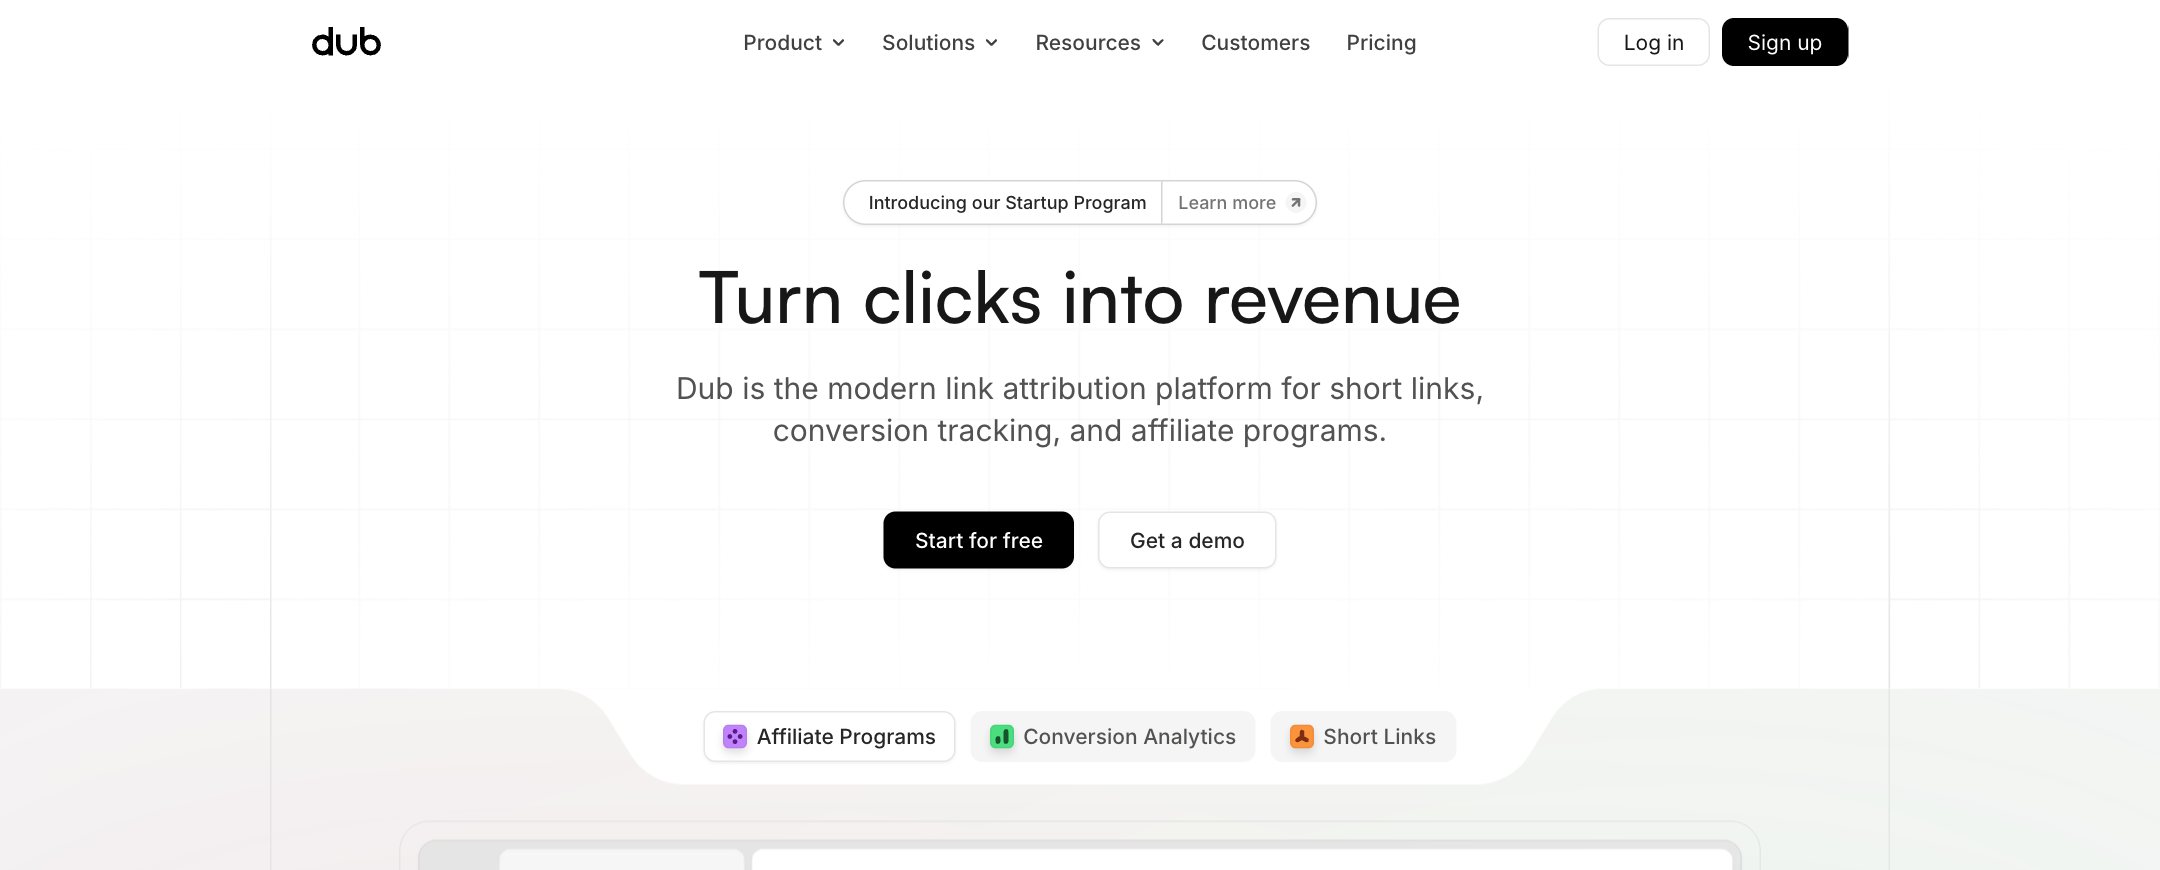 dub
Product
Solutions
Resources
Customers
Pricing
Log in
Sign up
Introducing our Startup Program
Learn more
Turn clicks into revenue
Dub is the modern link attribution platform for short links,
conversion tracking, and affiliate programs.
Start for free
Get a demo
Affiliate Programs
Conversion Analytics
Short Links